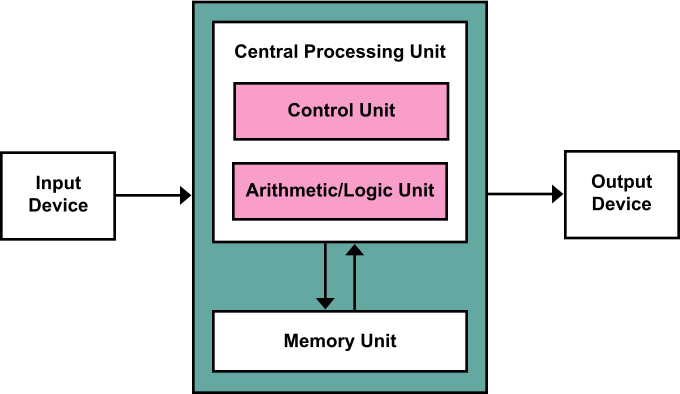 Central Processing Unit
Control Unit
Arithmetic/Logic Unit
Input
Device
Output
Device
Memory Unit